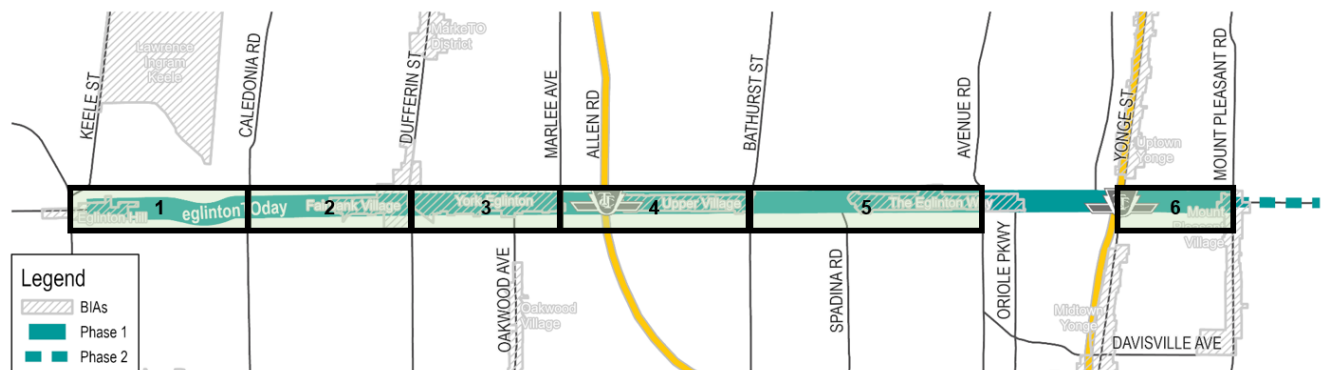 Lawrence
Ingram
Keele
MarkeTO
District
KEELE ST
CALEDONIA RD
DUFFERIN ST
MARLEE AVE
ALLEN RD
BATHURST ST
AVENUE RD
YONGE ST
MOUNT PLEASANT RD
Uptown
Yonge
Eglinton Hill
1
eglintonTOday
2
Fairbank Village
3
York Eglinton
4
Upper Village
5
The Eglinton W
6
Mount
Village
OAKWOOD AVE
Oakwood
Village
SPADINA RD
ORIOLE PKWY
Midtown
Yonge
DAVISVILLE AVE
Legend
BIAs
Phase 1
Phase 2